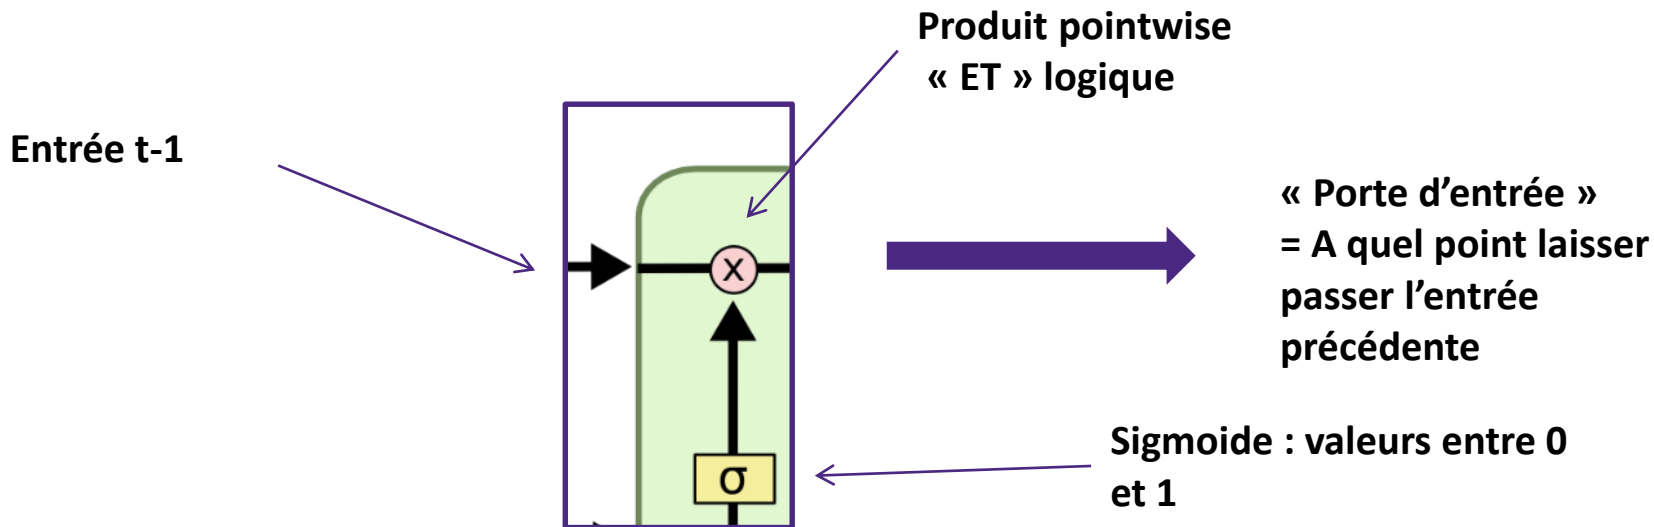 Produit pointwise
« ET » logique
Entrée t-1
« Porte d’entrée »
= A quel point laisser
passer l’entrée
précédente
x
Sigmoide : valeurs entre 0
et 1
σ